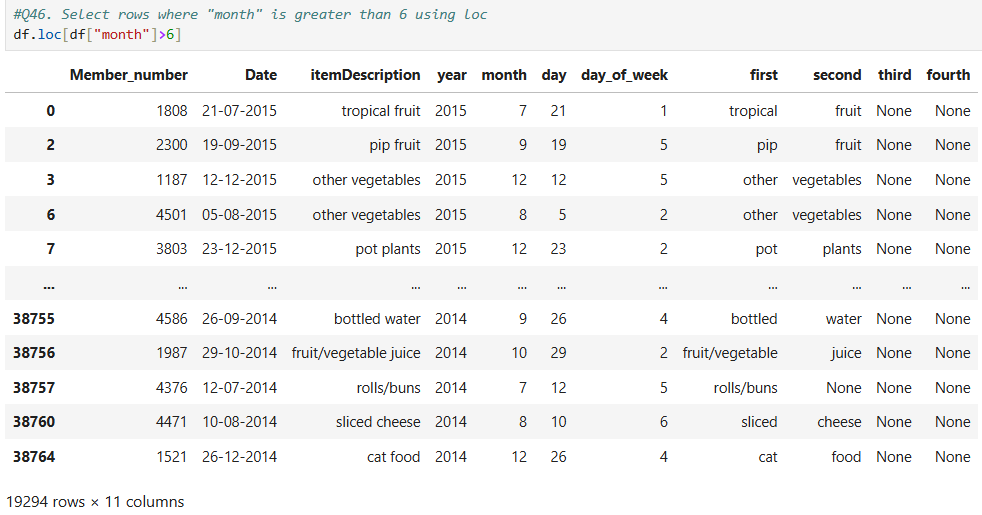 #Q46. Select rows where "month" is greater than 6 using loc
df.loc[df["month"]>6]
Member_number Date itemDescription year month day day_of_week first second third fourth
0 1808 21-07-2015 tropical fruit 2015 7 21 1 tropical fruit None None
2 2300 19-09-2015 pip fruit 2015 9 19 5 pip fruit None None
3 1187 12-12-2015 other vegetables 2015 12 12 5 other vegetables None None
6 4501 05-08-2015 other vegetables 2015 8 5 2 other vegetables None None
7 3803 23-12-2015 pot plants 2015 12 23 2 pot plants None None
... ... ... ... ... ... ... ... ... ... ... ...
38755 4586 26-09-2014 bottled water 2014 9 26 4 bottled water None None
38756 1987 29-10-2014 fruit/vegetable juice 2014 10 29 2 fruit/vegetable juice None None
38757 4376 12-07-2014 rolls/buns 2014 7 12 5 rolls/buns None None None
38760 4471 10-08-2014 sliced cheese 2014 8 10 6 sliced cheese None None
38764 1521 26-12-2014 cat food 2014 12 26 4 cat food None None
19294 rows × 11 columns